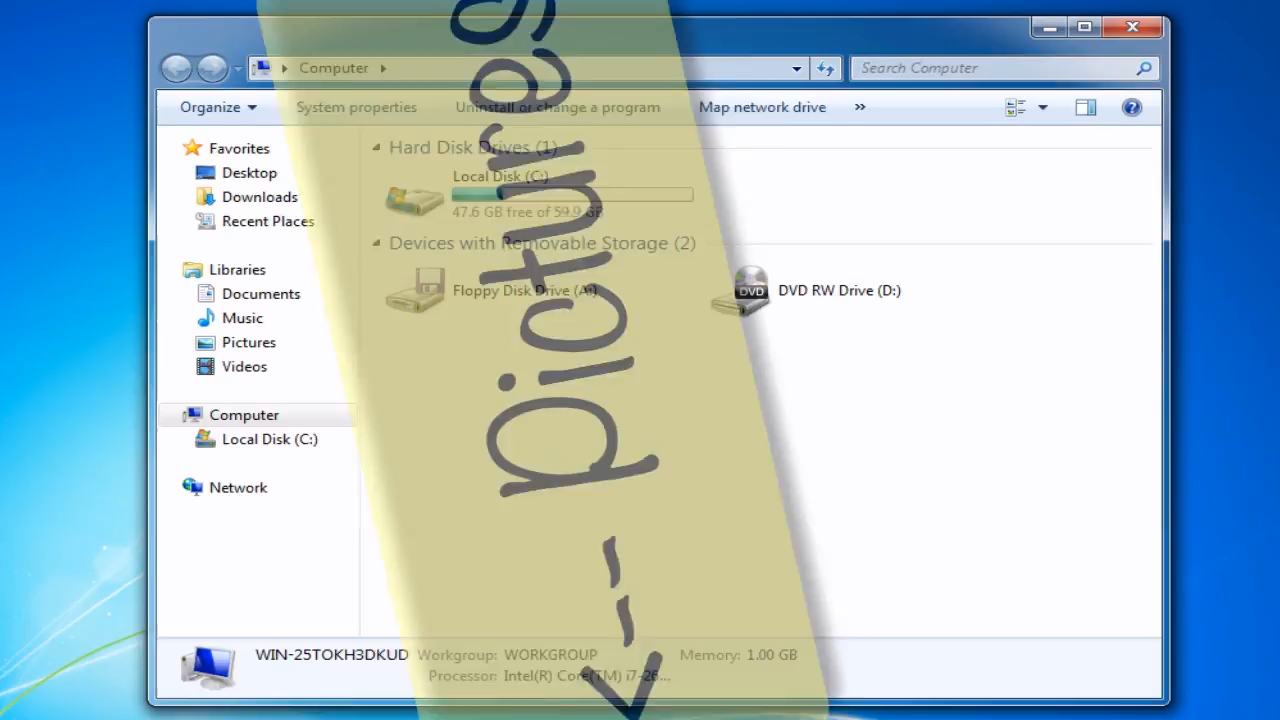 Computer
Search Computer
Organize
System properties
Uninstall or change a program
Map network drive
»
Favorites
Desktop
Downloads
Recent Places
Libraries
Documents
Music
Pictures
Videos
Computer
Local Disk (C:)
Network
Hard Disk Drives (1)
Local Disk (C:)
47.6 GB free of 59.9 GB
Devices with Removable Storage (2)
Floppy Disk Drive (A:)
DVD
DVD RW Drive (D:)
<-- pictures
WIN-25TOKH3DKUD
Workgroup: WORKGROUP
Memory: 1.00 GB
Processor: Intel(R) Core(TM) i7-26...